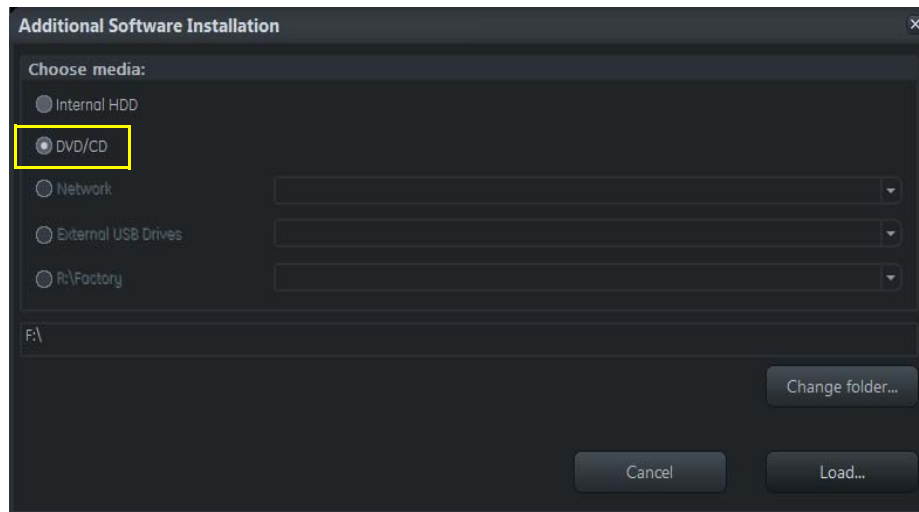 Additional Software Installation
Choose media:
Internal HDD
DVD/CD
Network
External USB Drives
R:\Factory
F:\
Change folder...
Cancel
Load...